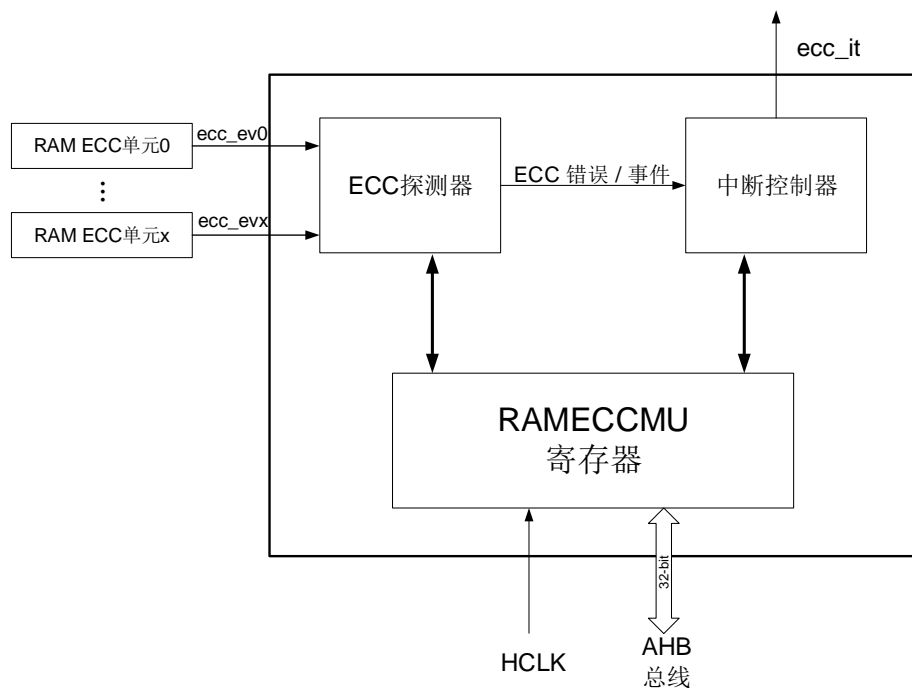 ecc_it
RAM ECC单元0
ecc_ev0
ECC探测器
ECC 错误 / 事件
中断控制器
RAM ECC单元x
ecc_evx
RAMECCMU
寄存器
32-bit
HCLK
AHB
总线